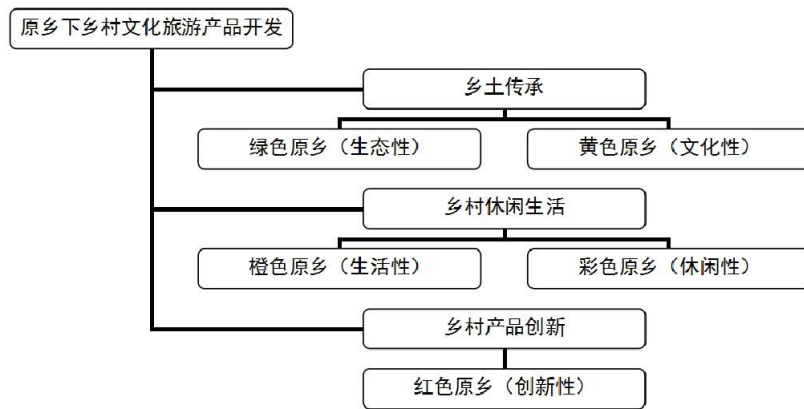 原乡下乡村文化旅游产品开发
乡土传承
绿色原乡（生态性）
黄色原乡（文化性）
乡村休闲生活
橙色原乡（生活性）
彩色原乡（休闲性）
乡村产品创新
红色原乡（创新性）